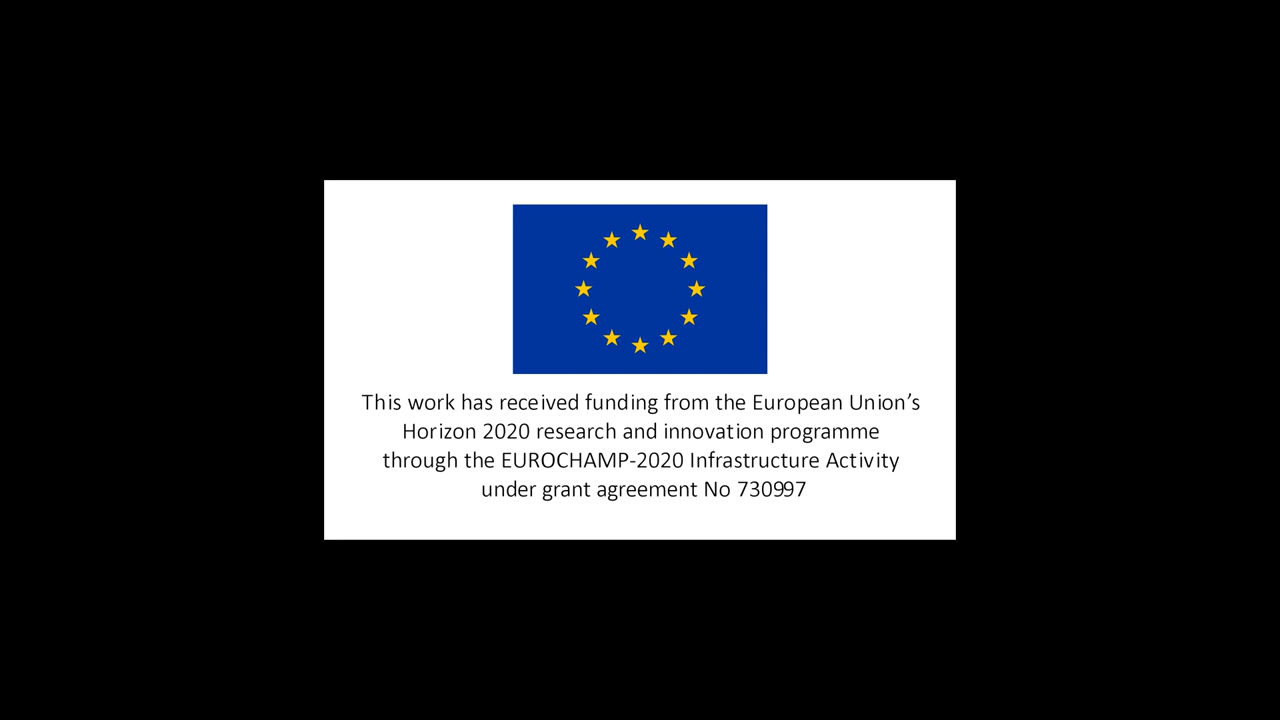 This work has received funding from the European Union’s
Horizon 2020 research and innovation programme
through the EUROCHAMP-2020 Infrastructure Activity
under grant agreement No 730997